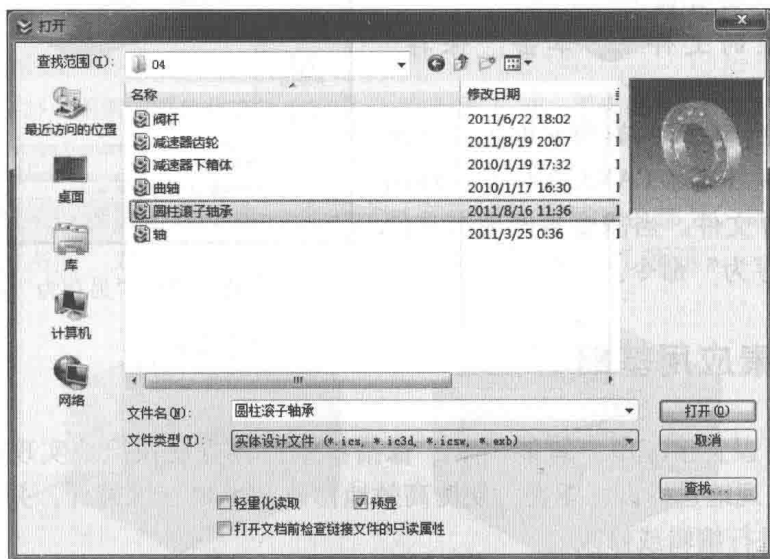 打开
查找范围(I):
04
名称
修改日期
最近访问的位置
桌面
库
计算机
网络
阀杆 2011/6/22 18:02
减速器齿轮 2011/8/19 20:07
减速器下箱体 2010/1/19 17:32
曲轴 2010/1/17 16:30
圆柱滚子轴承 2011/8/16 11:36
轴 2011/3/25 0:36
文件名(N): 圆柱滚子轴承 打开(O)
文件类型(T): 实体设计文件 (*.ics, *.ic3d, *.icsw, *.exb) 取消
查找...
轻量化读取 预显
打开文档前检查链接文件的只读属性